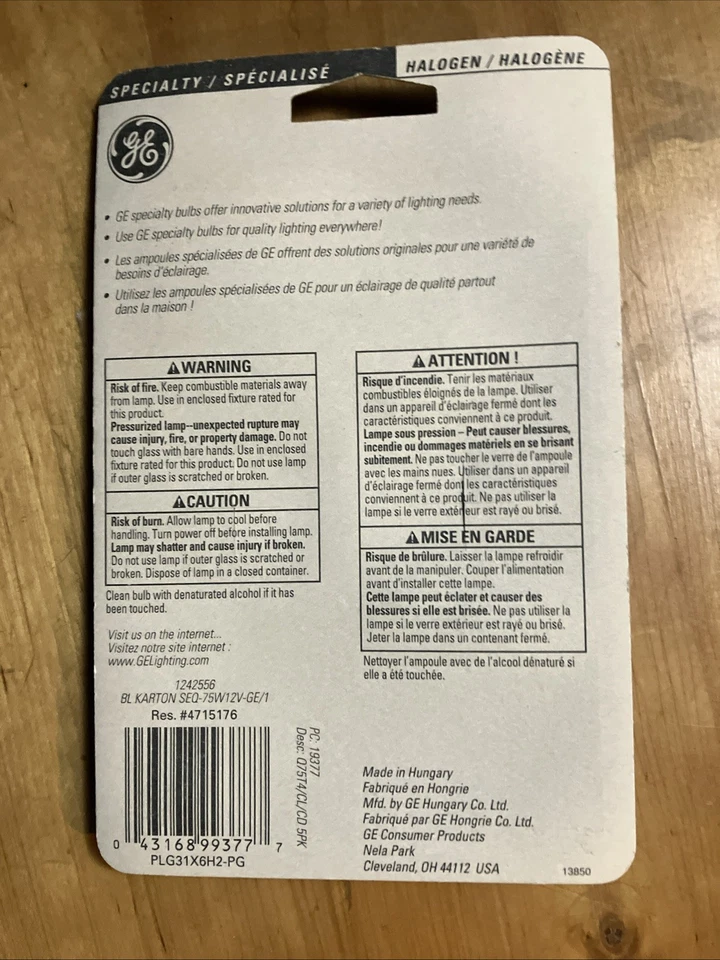 SPECIALTY / SPÉCIALISÉ
HALOGEN / HALOGÈNE
GE
• GE specialty bulbs offer innovative solutions for a variety of lighting needs.
• Use GE specialty bulbs for quality lighting everywhere!
• Les ampoules spécialisées de GE offrent des solutions originales pour une variété de
besoins d'éclairage.
• Utilisez les ampoules spécialisées de GE pour un éclairage de qualité partout
dans la maison !
⚠WARNING
Risk of fire. Keep combustible materials away
from lamp. Use in enclosed fixture rated for
this product.
Pressurized lamp--unexpected rupture may
cause injury, fire, or property damage. Do not
touch glass with bare hands. Use in enclosed
fixture rated for this product. Do not use lamp
if outer glass is scratched or broken.
⚠CAUTION
Risk of burn. Allow lamp to cool before
handling. Turn power off before installing lamp.
Lamp may shatter and cause injury if broken.
Do not use lamp if outer glass is scratched or
broken. Dispose of lamp in a closed container.
Clean bulb with denaturated alcohol if it has
been touched.
Visit us on the internet...
Visitez notre site internet :
www.GELighting.com
1242556
BL KARTON SEQ-75W12V-GE/1
Res. #4715176
PC: 19377
Desc: Q75T4/CL/CD 5PK
0 43168 99377 7
PLG31X6H2-PG
⚠ATTENTION !
Risque d'incendie. Tenir les matériaux
combustibles éloignés de la lampe. Utiliser
dans un appareil d'éclairage fermé dont les
caractéristiques conviennent à ce produit.
Lampe sous pression – Peut causer blessures,
incendie ou dommages matériels en se brisant
subitement. Ne pas toucher le verre de l'ampoule
avec les mains nues. Utiliser dans un appareil
d'éclairage fermé dont les caractéristiques
conviennent à ce produit. Ne pas utiliser la
lampe si le verre extérieur est rayé ou brisé.
⚠MISE EN GARDE
Risque de brûlure. Laisser la lampe refroidir
avant de la manipuler. Couper l'alimentation
avant d'installer cette lampe.
Cette lampe peut éclater et causer des
blessures si elle est brisée. Ne pas utiliser la
lampe si le verre extérieur est rayé ou brisé.
Jeter la lampe dans un contenant fermé.
Nettoyer l'ampoule avec de l'alcool dénaturé si
elle a été touchée.
Made in Hungary
Fabriqué en Hongrie
Mfd. by GE Hungary Co. Ltd.
Fabriqué par GE Hongrie Co. Ltd.
GE Consumer Products
Nela Park
Cleveland, OH 44112 USA
13850